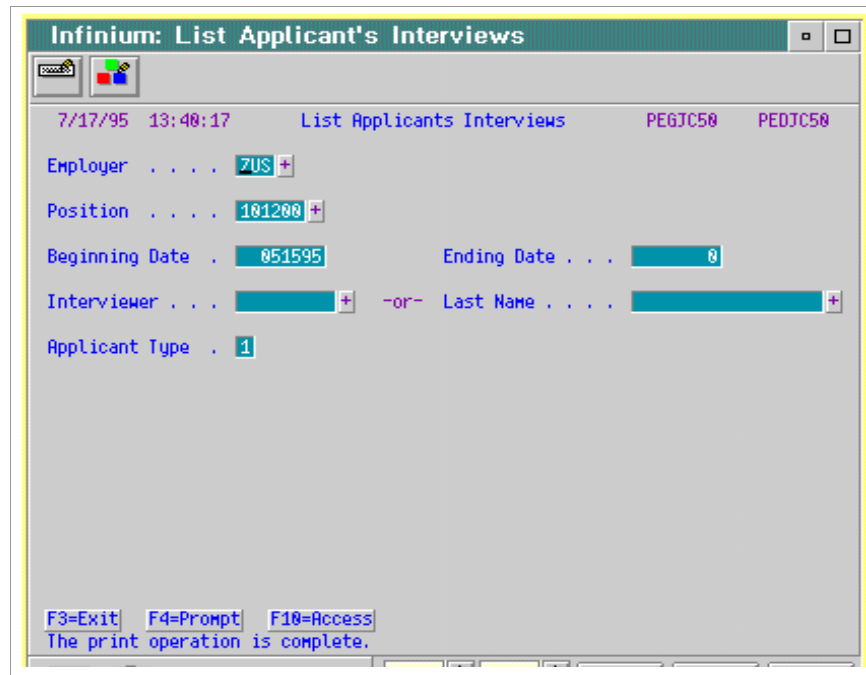 Infinium: List Applicant's Interviews
7/17/95 13:40:17 List Applicants Interviews PEGJC50 PEDJC50
Employer . . . . ZUS +
Position . . . . 101200 +
Beginning Date . 051595 Ending Date . . . 0
Interviewer . . . + -or- Last Name . . . . +
Applicant Type . 1
F3=Exit F4=Prompt F10=Access
The print operation is complete.